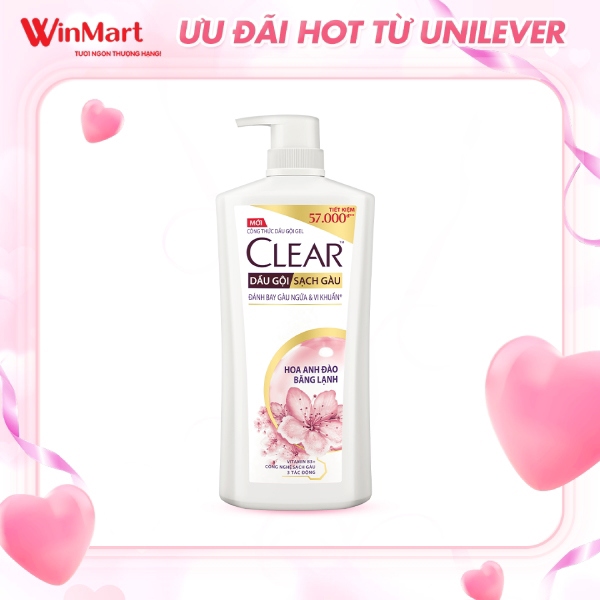 WinMart
TƯƠI NGON THƯỢNG HẠNG!
ƯU ĐÃI HOT TỪ UNILEVER
TIẾT KIỆM
57.000đ**
MỚI
CÔNG THỨC DẦU GỘI GEL
CLEAR™
DẦU GỘI SẠCH GÀU
ĐÁNH BAY GÀU NGỨA & VI KHUẨN*
HOA ANH ĐÀO
BĂNG LẠNH
VITAMIN B3+
CÔNG NGHỆ SẠCH GÀU
3 TÁC ĐỘNG